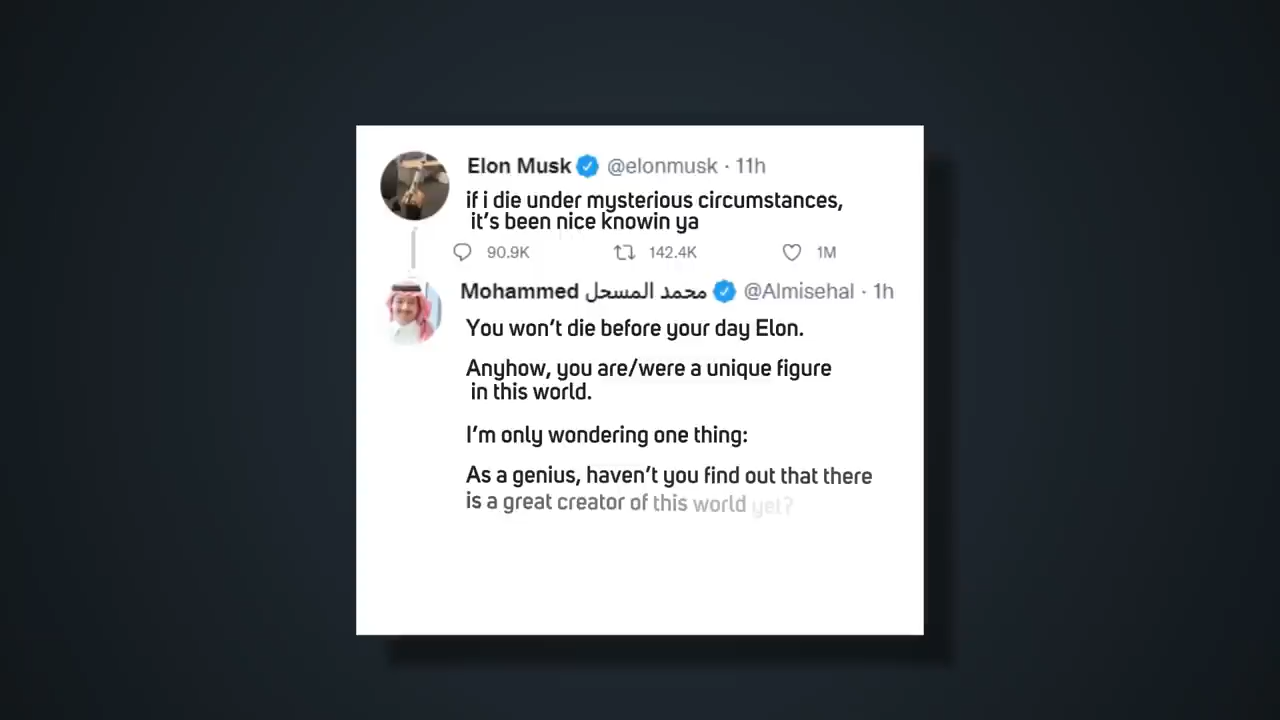 Elon Musk @elonmusk · 11h
if i die under mysterious circumstances,
it's been nice knowin ya
90.9K 142.4K 1M
Mohammed محمد المسحل @Almisehal · 1h
You won't die before your day Elon.
Anyhow, you are/were a unique figure
in this world.
I'm only wondering one thing:
As a genius, haven't you find out that there
is a great creator of this world yet?